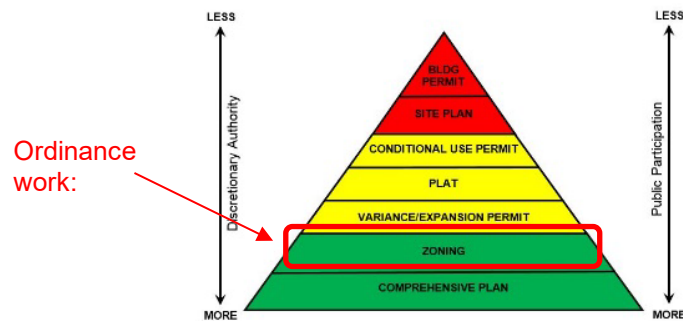 LESS
LESS
BLDG
PERMIT
SITE PLAN
Ordinance
work:
Discretionary Authority
CONDITIONAL USE PERMIT
PLAT
VARIANCE/EXPANSION PERMIT
Public Participation
ZONING
COMPREHENSIVE PLAN
MORE
MORE